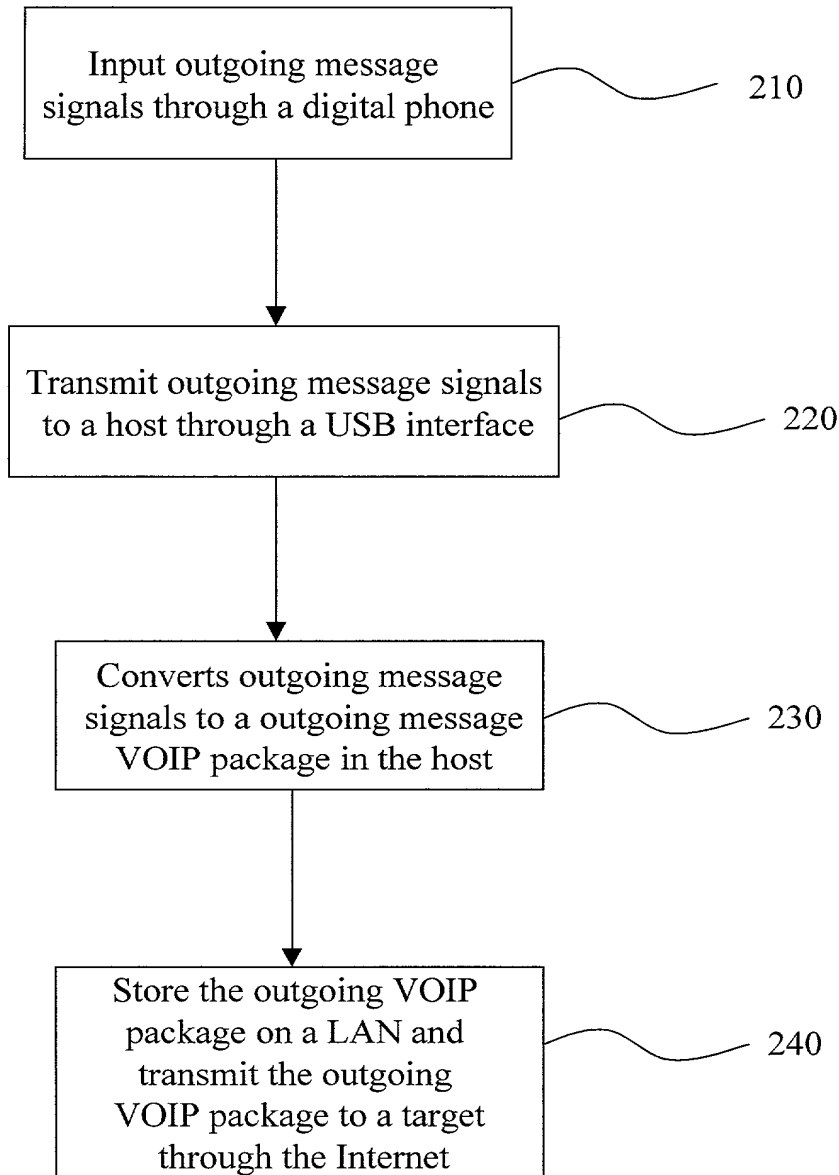 Input outgoing message
signals through a digital phone
210
Transmit outgoing message signals
to a host through a USB interface
220
Converts outgoing message
signals to a outgoing message
VOIP package in the host
230
Store the outgoing VOIP
package on a LAN and
transmit the outgoing
VOIP package to a target
through the Internet
240